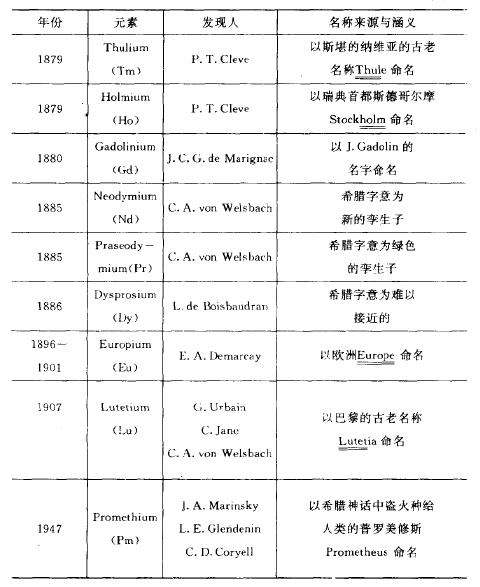 年份 元素 发现人 名称来源与涵义
1879 Thulium (Tm) P. T. Cleve 以斯堪的纳维亚的古老
名称Thule 命名
1879 Holmium (Ho) P. T. Cleve 以瑞典首都斯德哥尔摩
Stockholm 命名
1880 Gadolinium (Gd) J. C. G. de Marignac 以 J. Gadolin 的
名字命名
1885 Neodymium (Nd) C. A. von Welsbach 希腊字意为
新的孪生子
1885 Praseody-
mium(Pr) C. A. von Welsbach 希腊字意为绿色
的孪生子
1886 Dysprosium (Dy) L. de Boisbaudran 希腊字意为难以
接近的
1896-
1901 Europium (Eu) E. A. Demarcay 以欧洲Europe 命名
1907 Lutetium (Lu) G. Urbain
C. Jane
C. A. von Welsbach
以巴黎的古老名称
Lutetia 命名
1947 Promethium (Pm) J. A. Marinsky
L. E. Glendenin
C. D. Coryell
以希腊神话中盗火种给
人类的普罗美修斯
Prometheus 命名